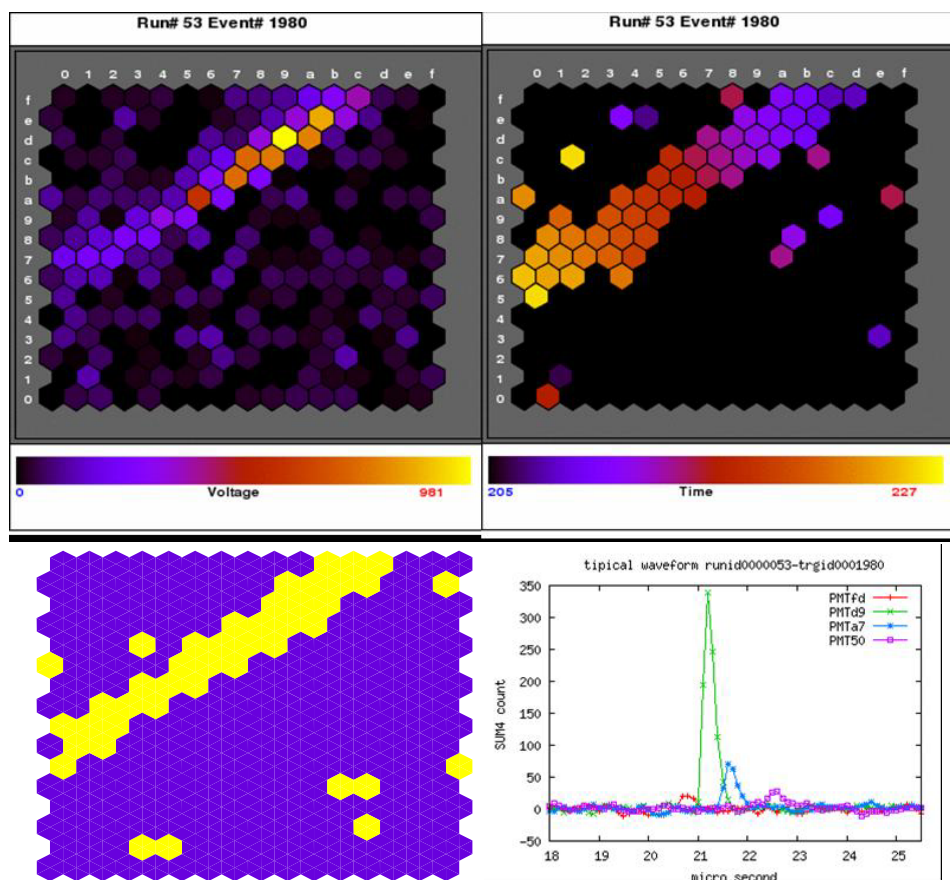 Run# 53 Event# 1980
0 1 2 3 4 5 6 7 8 9 a b c d e f
f
e
d
c
b
a
9
8
7
6
5
4
3
2
1
0
0 Voltage 981
Run# 53 Event# 1980
0 1 2 3 4 5 6 7 8 9 a b c d e f
f
e
d
c
b
a
9
8
7
6
5
4
3
2
1
0
205 Time 227
tipical waveform runid0000053-trgid0001980
PMTfd
PMTd9
PMTa7
PMT50
SUM4 count
350
300
250
200
150
100
50
0
-50
18 19 20 21 22 23 24 25
micro second